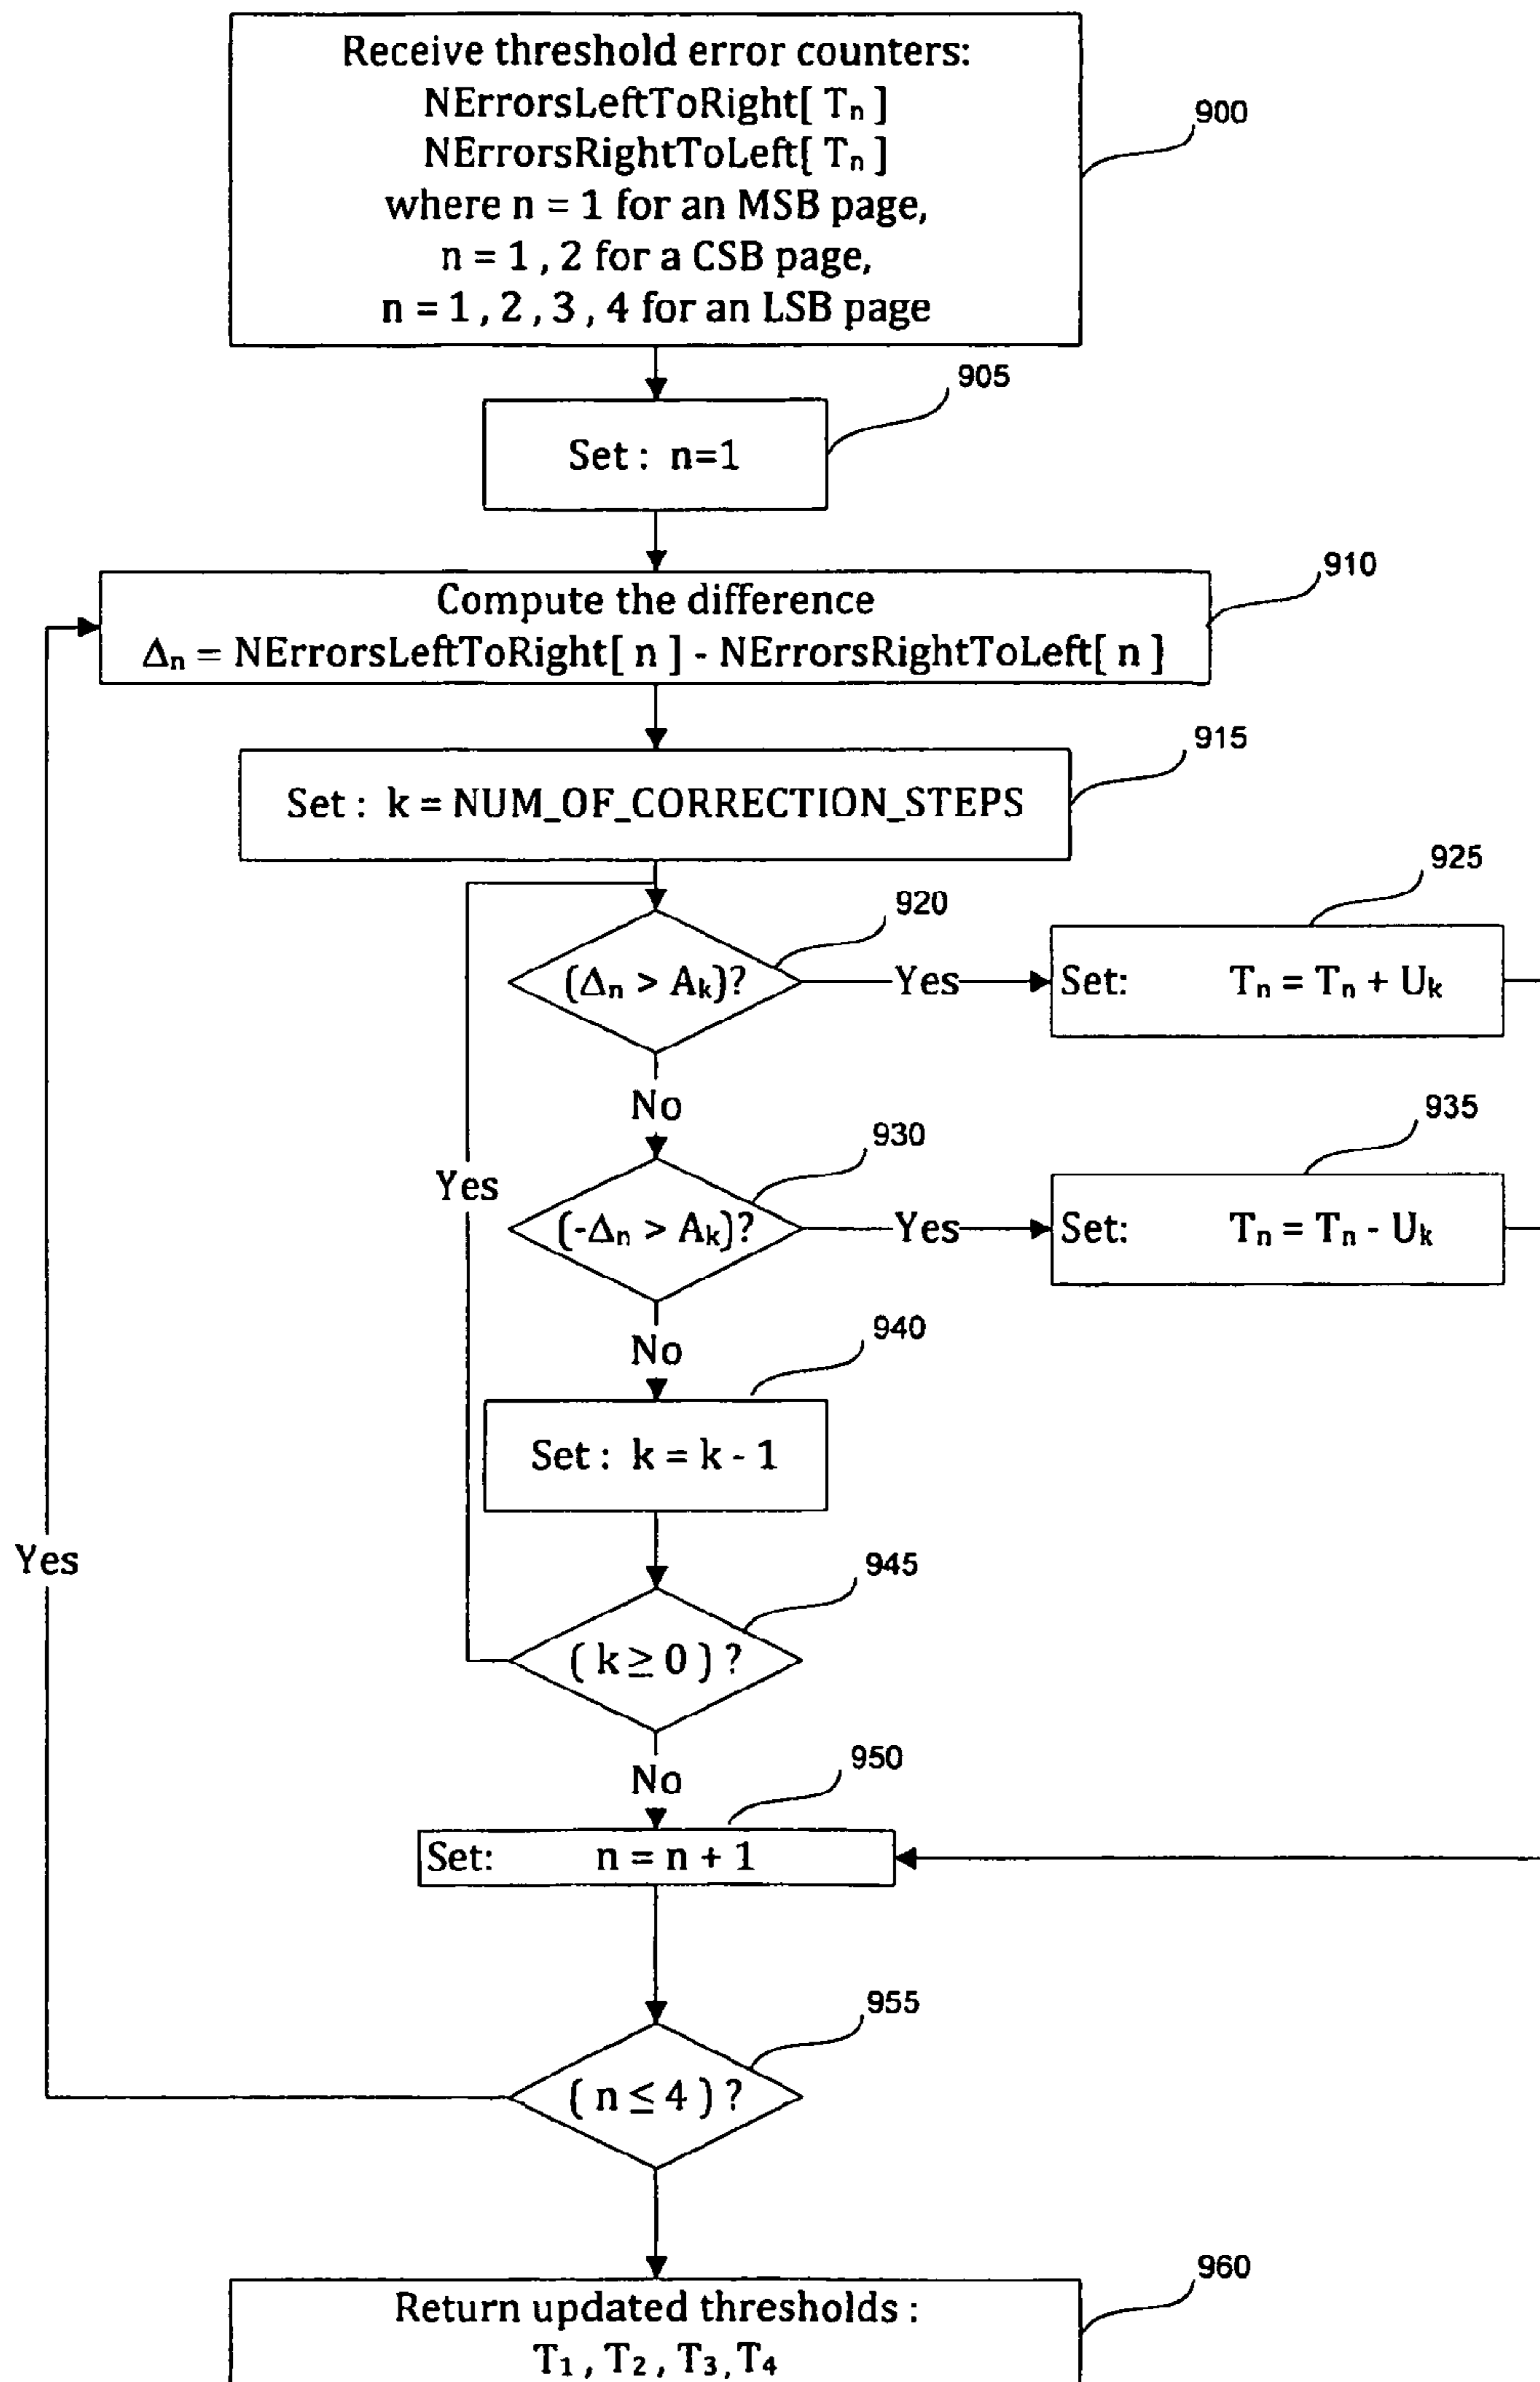 Receive threshold error counters:
NErrorsLeftToRight[ Tn ]
NErrorsRightToLeft[ Tn ]
where n = 1 for an MSB page,
n = 1 , 2 for a CSB page,
n = 1 , 2 , 3 , 4 for an LSB page
900
905
Set : n=1
910
Compute the difference
Δn = NErrorsLeftToRight[ n ] - NErrorsRightToLeft[ n ]
915
Set : k = NUM_OF_CORRECTION_STEPS
920
(Δn > Ak)?
Yes
925
Set: Tn = Tn + Uk
No
930
Yes
(-Δn > Ak)?
Yes
935
Set: Tn = Tn - Uk
No
940
Set : k = k - 1
Yes
945
( k ≥ 0 ) ?
No
950
Set: n = n + 1
955
( n ≤ 4 ) ?
960
Return updated thresholds :
T1 , T2 , T3 , T4